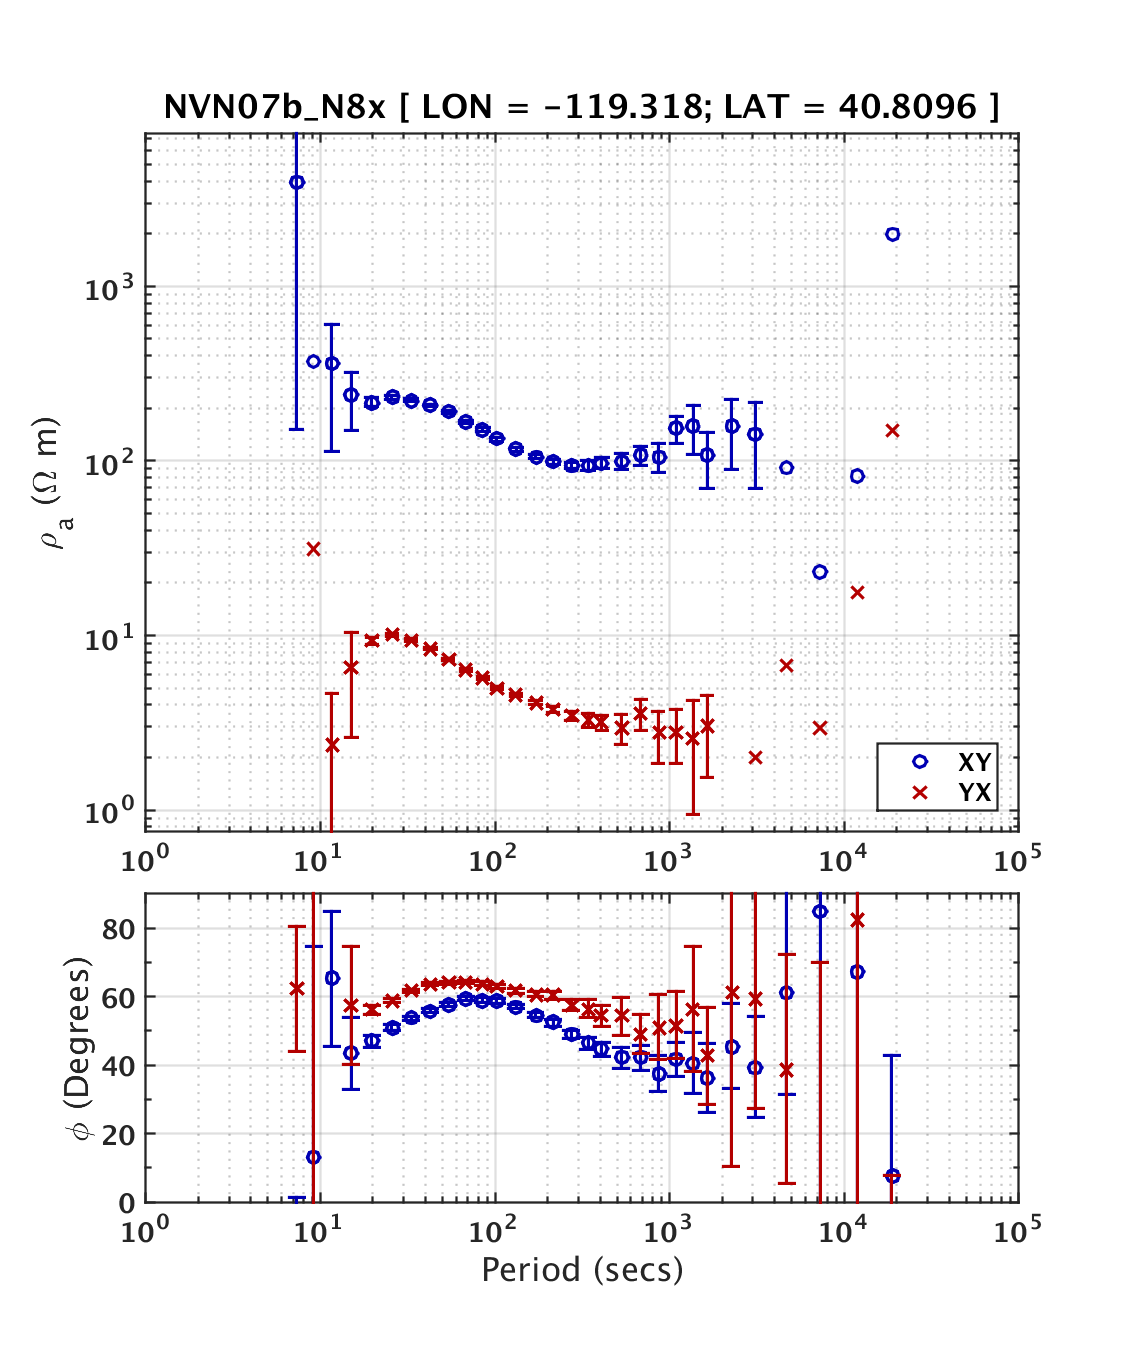 NVN07b_N8x [ LON = -119.318; LAT = 40.8096 ]
ρa (Ω m)
10³
10²
10¹
10⁰
XY
YX
10⁰ 10¹ 10² 10³ 10⁴ 10⁵
ϕ (Degrees)
80
60
40
20
0
10⁰ 10¹ 10² 10³ 10⁴ 10⁵
Period (secs)